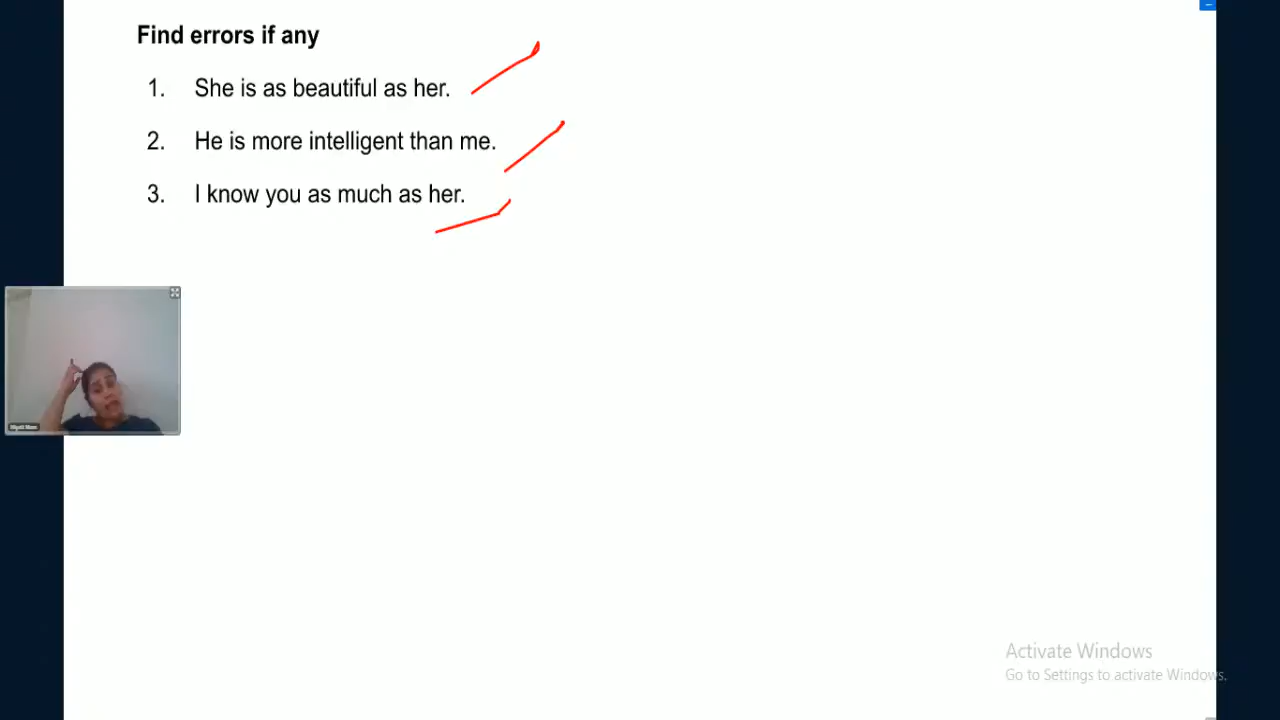 Find errors if any
1. She is as beautiful as her.
2. He is more intelligent than me.
3. I know you as much as her.
Activate Windows
Go to Settings to activate Windows.